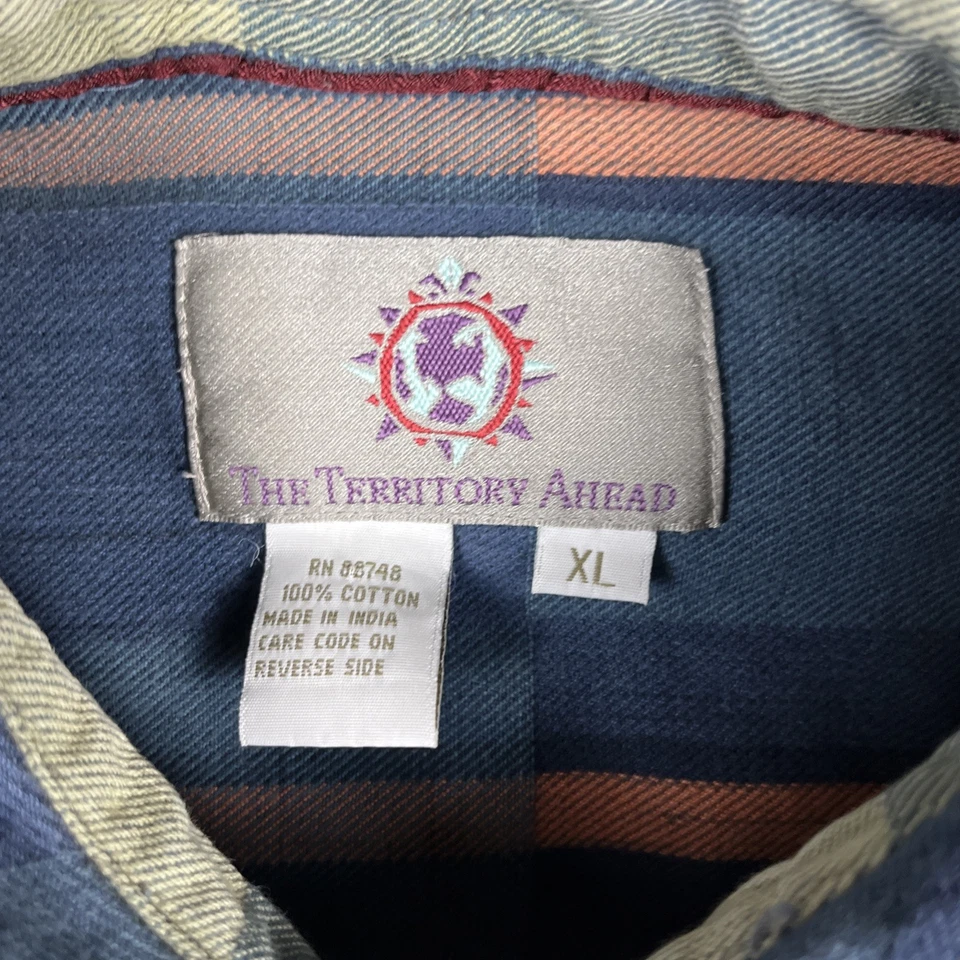 THE TERRITORY AHEAD
XL
RN 88748
100% COTTON
MADE IN INDIA
CARE CODE ON
REVERSE SIDE